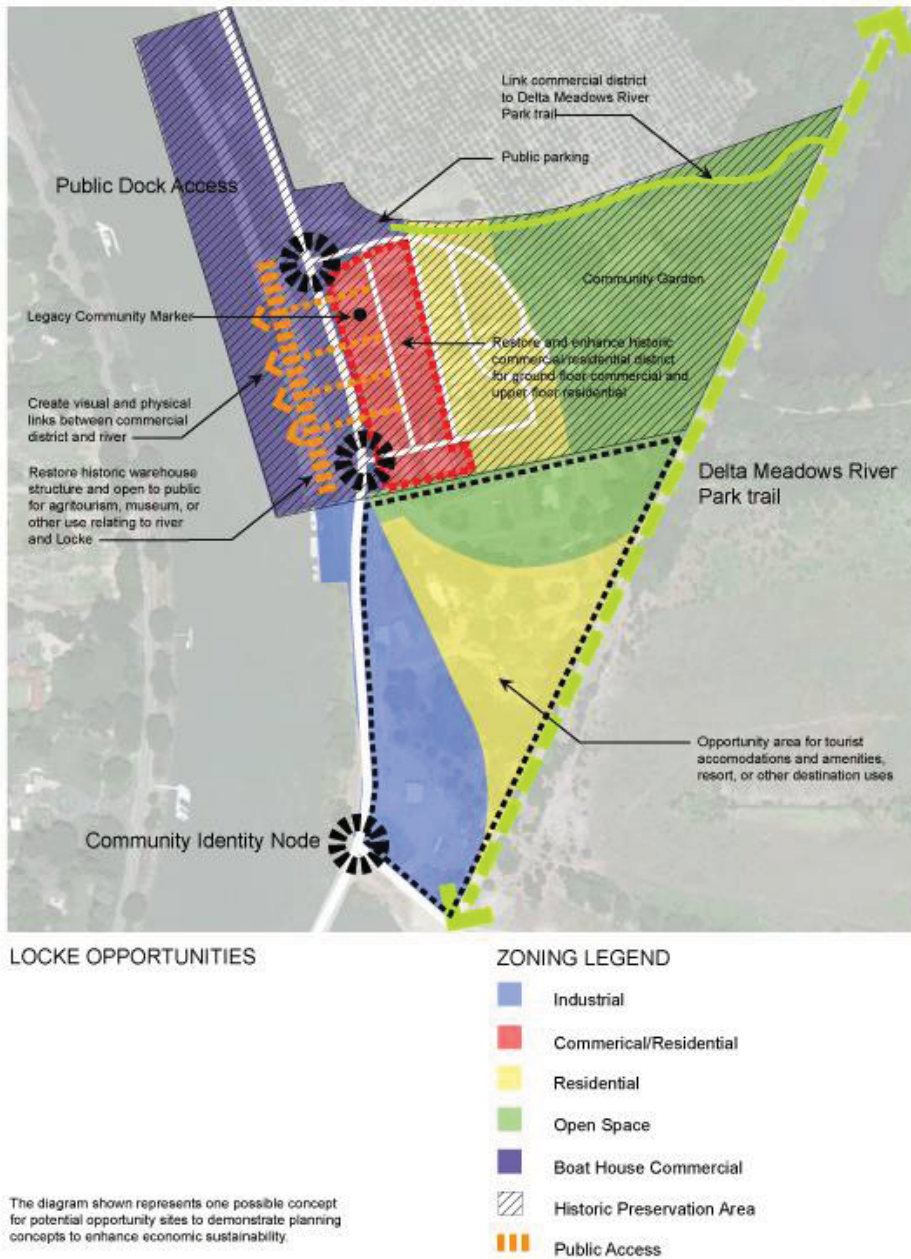 Link commercial district
to Delta Meadows River
Park trail
Public parking
Public Dock Access
Community Garden
Legacy Community Marker
Restore and enhance historic
commercial/residential district
for ground floor commercial and
upper floor residential
Create visual and physical
links between commercial
district and river
Restore historic warehouse
structure and open to public
for agritourism, museum, or
other use relating to river
and Locke
Delta Meadows River
Park trail
Opportunity area for tourist
accomodations and amenities,
resort, or other destination uses
Community Identity Node
LOCKE OPPORTUNITIES
ZONING LEGEND
Industrial
Commerical/Residential
Residential
Open Space
Boat House Commercial
Historic Preservation Area
Public Access
The diagram shown represents one possible concept
for potential opportunity sites to demonstrate planning
concepts to enhance economic sustainability.